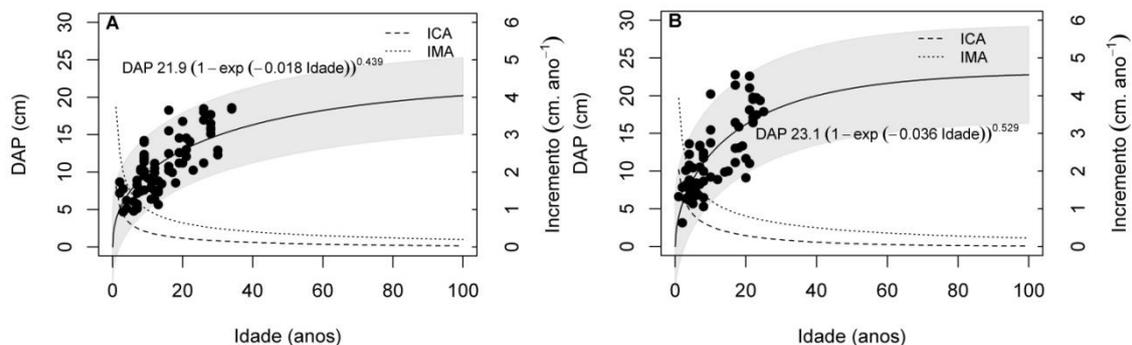 A
ICA
IMA
DAP 21.9 (1−exp (−0.018 Idade))^0.439
DAP (cm)
30
25
20
15
10
5
0
6
5
4
3
2
1
0
Incremento (cm. ano⁻¹)
0 20 40 60 80 100
Idade (anos)
B
ICA
IMA
DAP 23.1 (1−exp (−0.036 Idade))^0.529
DAP (cm)
30
25
20
15
10
5
0
6
5
4
3
2
1
0
Incremento (cm. ano⁻¹)
0 20 40 60 80 100
Idade (anos)